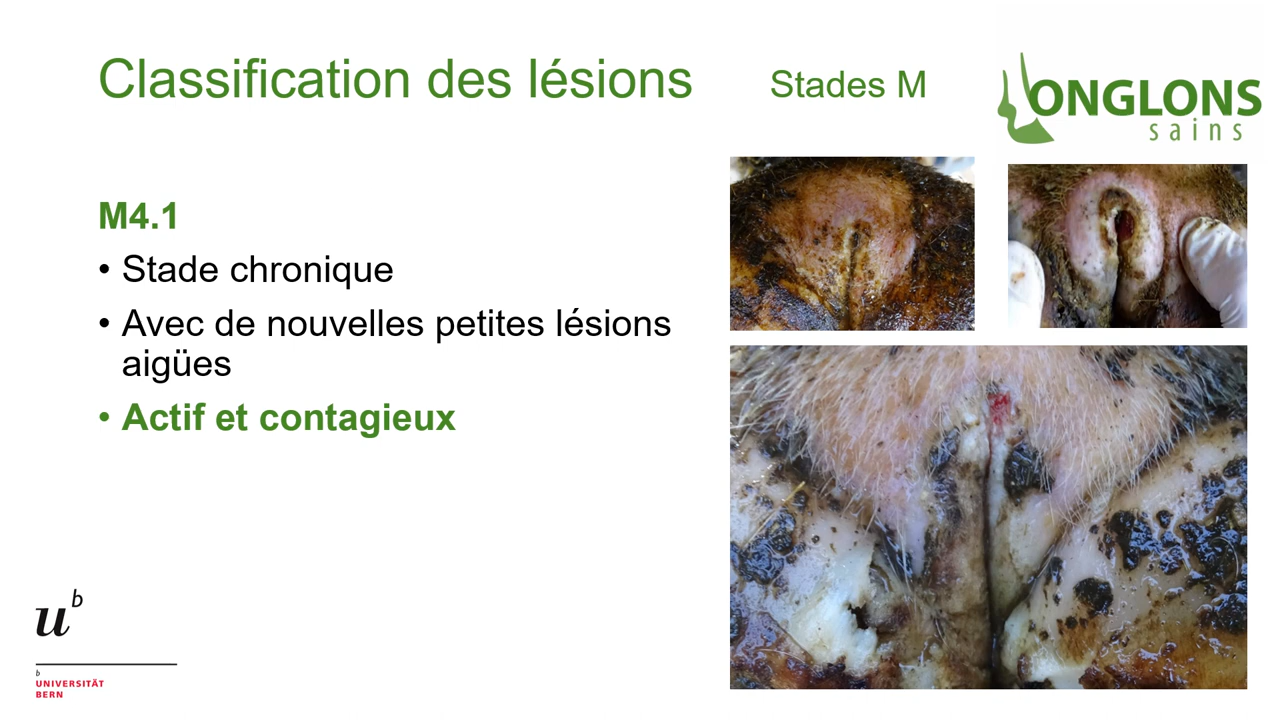 Classification des lésions
Stades M
ONGLONS
sains
M4.1
• Stade chronique
• Avec de nouvelles petites lésions
aigües
• Actif et contagieux
u^b
b
UNIVERSITÄT
BERN